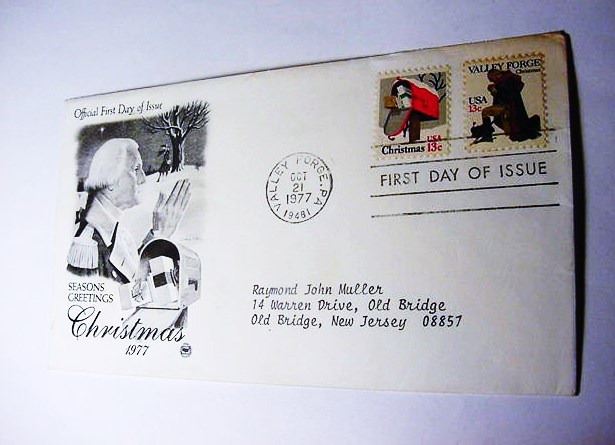 Official First Day of Issue
SEASONS
GREETINGS
Christmas
1977
VALLEY FORGE, PA
OCT
21
1977
19481
Christmas
USA
13c
VALLEY FORGE
Christmas
USA
13c
FIRST DAY OF ISSUE
Raymond John Muller
14 Warren Drive, Old Bridge
Old Bridge, New Jersey 08857